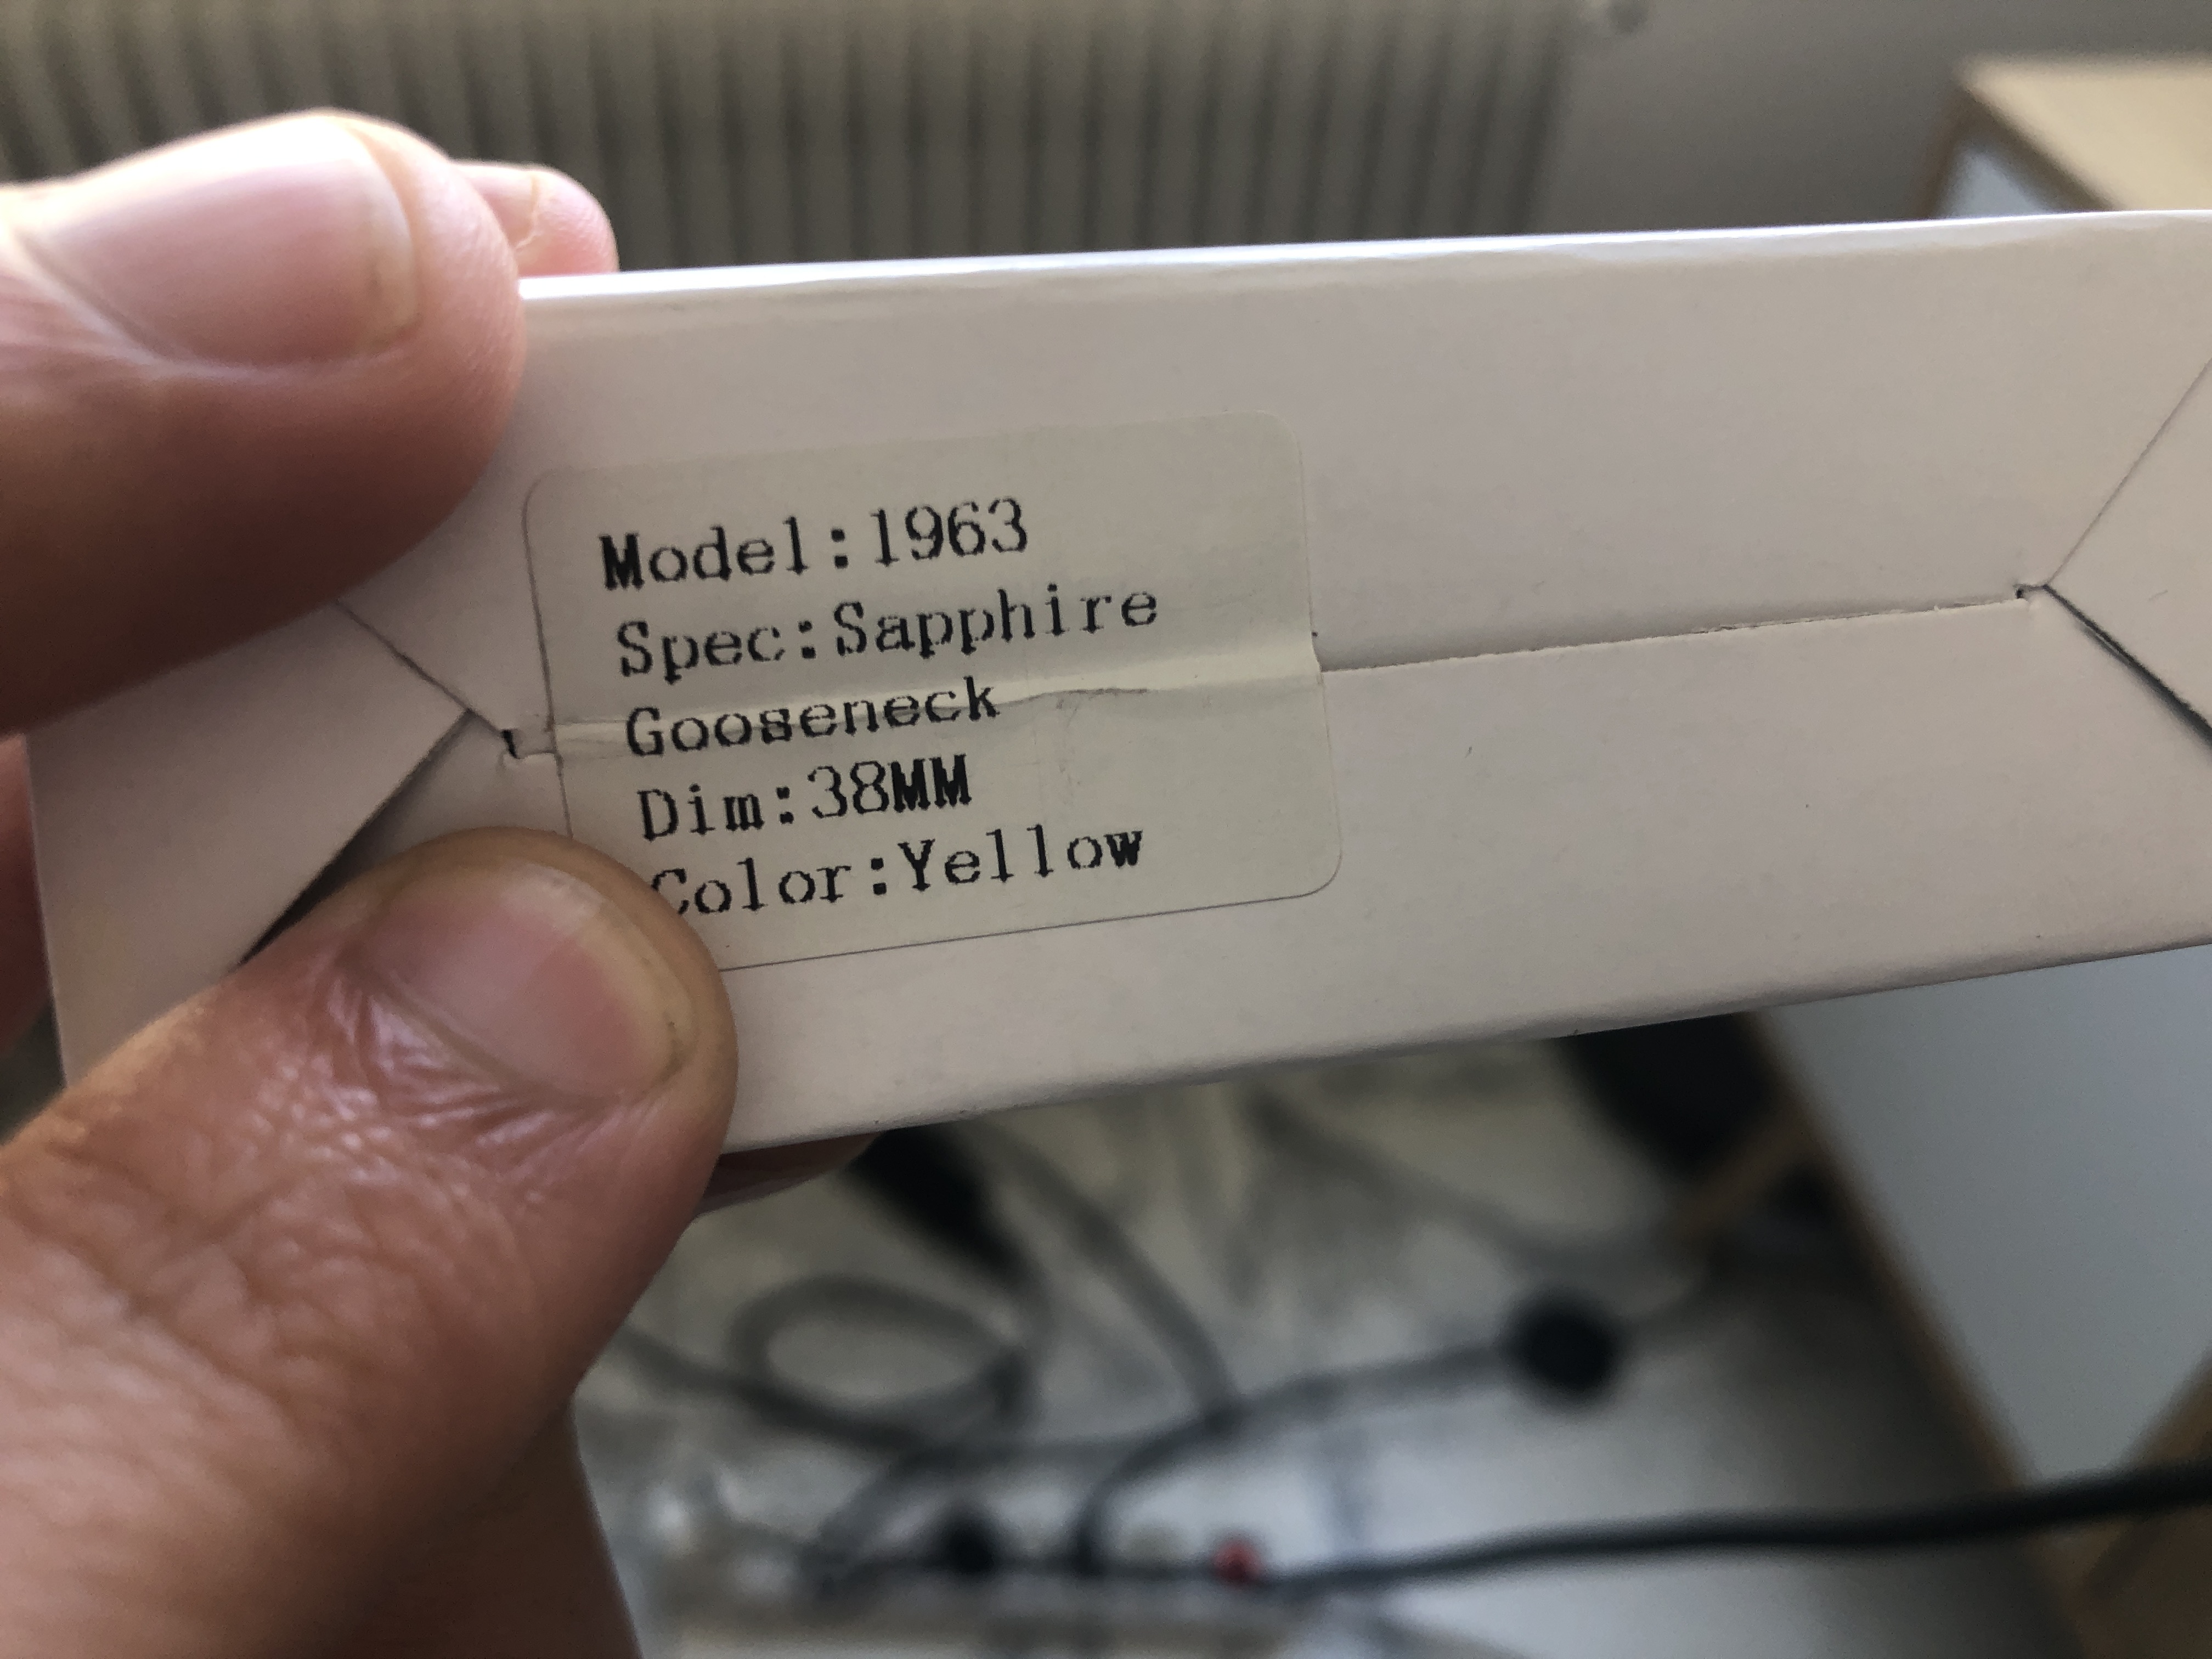 Model:1963
Spec:Sapphire
Gooseneck
Dim:38MM
Color:Yellow